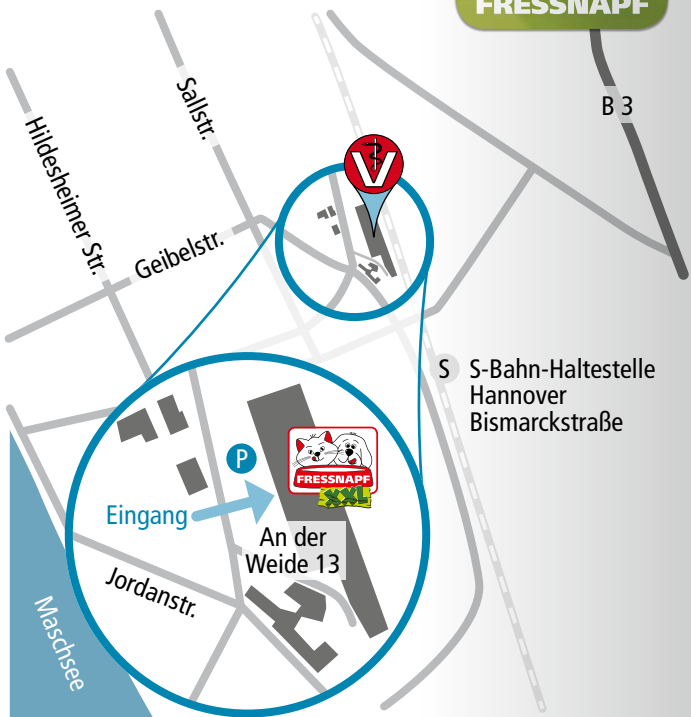 FRESSNAPF
B 3
Sallstr.
Hildesheimer Str.
Geibelstr.
V
S S-Bahn-Haltestelle
Hannover
Bismarckstraße
P
FRESSNAPF
XXL
Eingang
An der
Weide 13
Jordanstr.
Maschsee